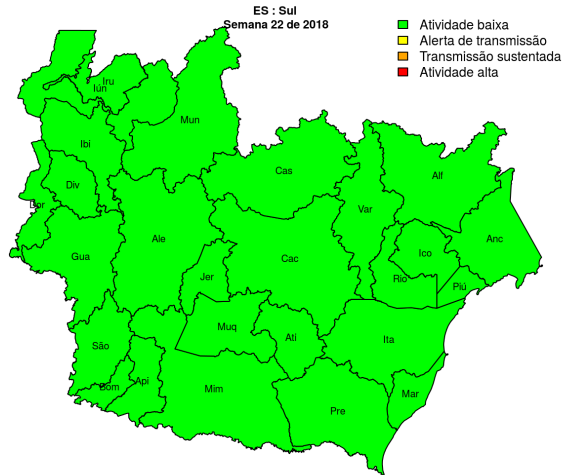 ES : Sul
Semana 22 de 2018
Atividade baixa
Alerta de transmissão
Transmissão sustentada
Atividade alta
Iru
Iún
Mun
Ibi
Cas
Alf
Div
Dor
Var
Ale
Anc
Ico
Gua
Cac
Jer
Rio
Piú
Muq
Ati
Ita
São
Api
Bom
Mim
Mar
Pre